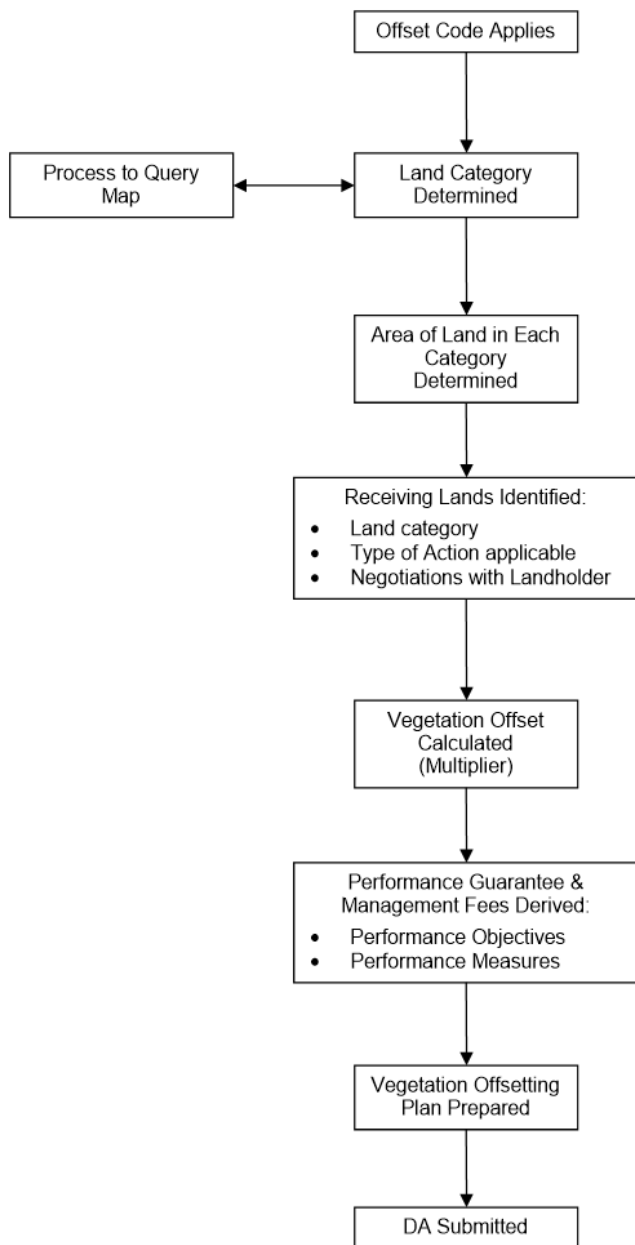 Offset Code Applies
Process to Query
Map
Land Category
Determined
Area of Land in Each
Category
Determined
Receiving Lands Identified:
• Land category
• Type of Action applicable
• Negotiations with Landholder
Vegetation Offset
Calculated
(Multiplier)
Performance Guarantee &
Management Fees Derived:
• Performance Objectives
• Performance Measures
Vegetation Offsetting
Plan Prepared
DA Submitted